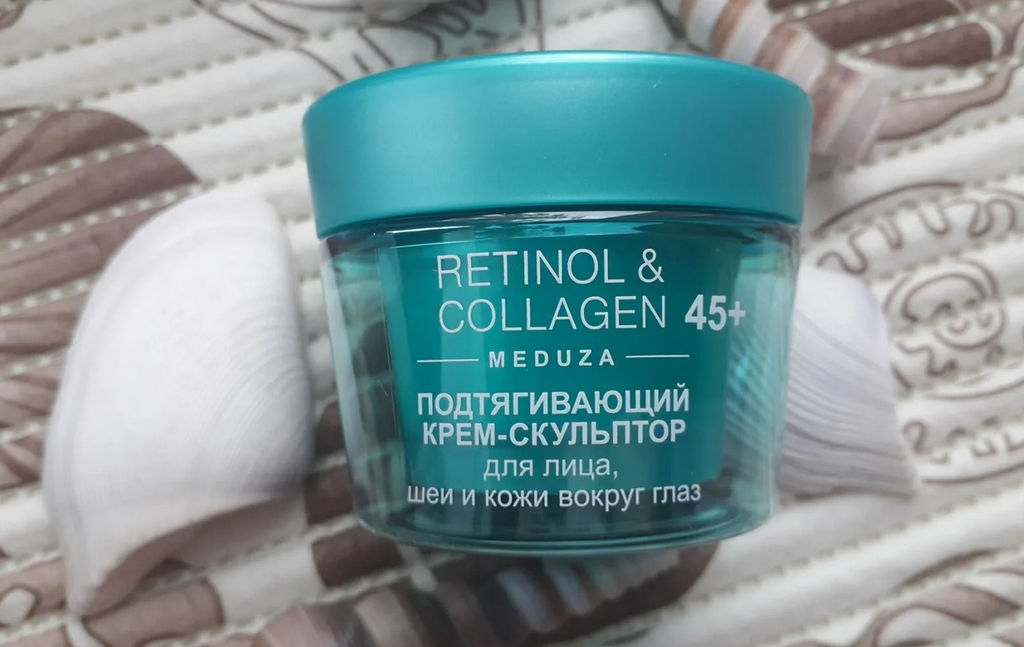 RETINOL &
COLLAGEN 45+
MEDUZA
ПОДТЯГИВАЮЩИЙ
КРЕМ-СКУЛЬПТОР
для лица,
шеи и кожи вокруг глаз